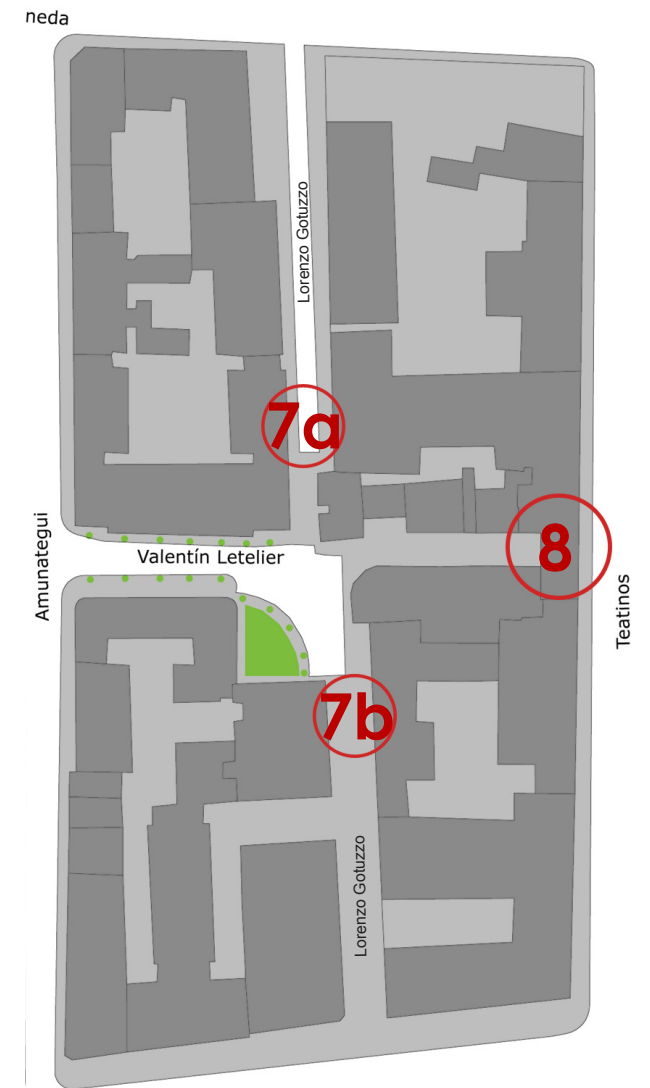 neda
Lorenzo Gotuzzo
7a
Amunategui
Valentín Letelier
8
Teatinos
7b
Lorenzo Gotuzzo